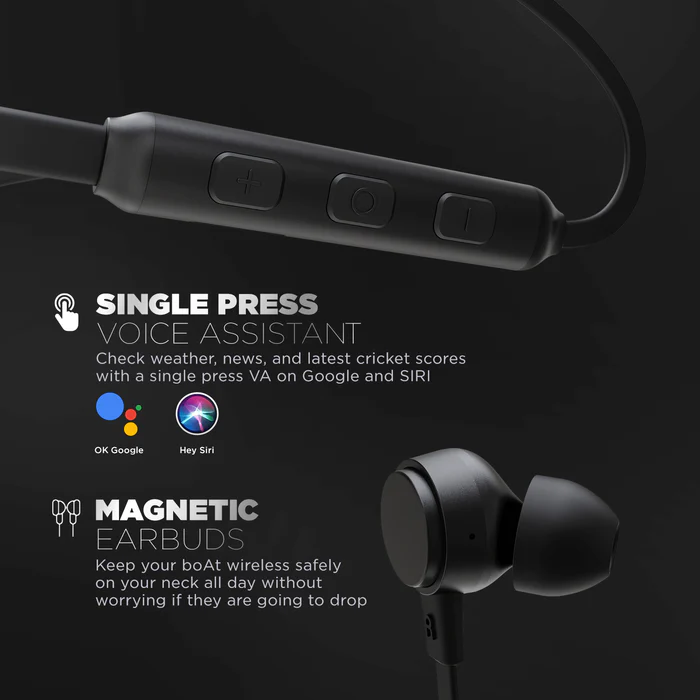 SINGLE PRESS
VOICE ASSISTANT
Check weather, news, and latest cricket scores
with a single press VA on Google and SIRI
OK Google
Hey Siri
MAGNETIC
EARBUDS
Keep your boAt wireless safely
on your neck all day without
worrying if they are going to drop